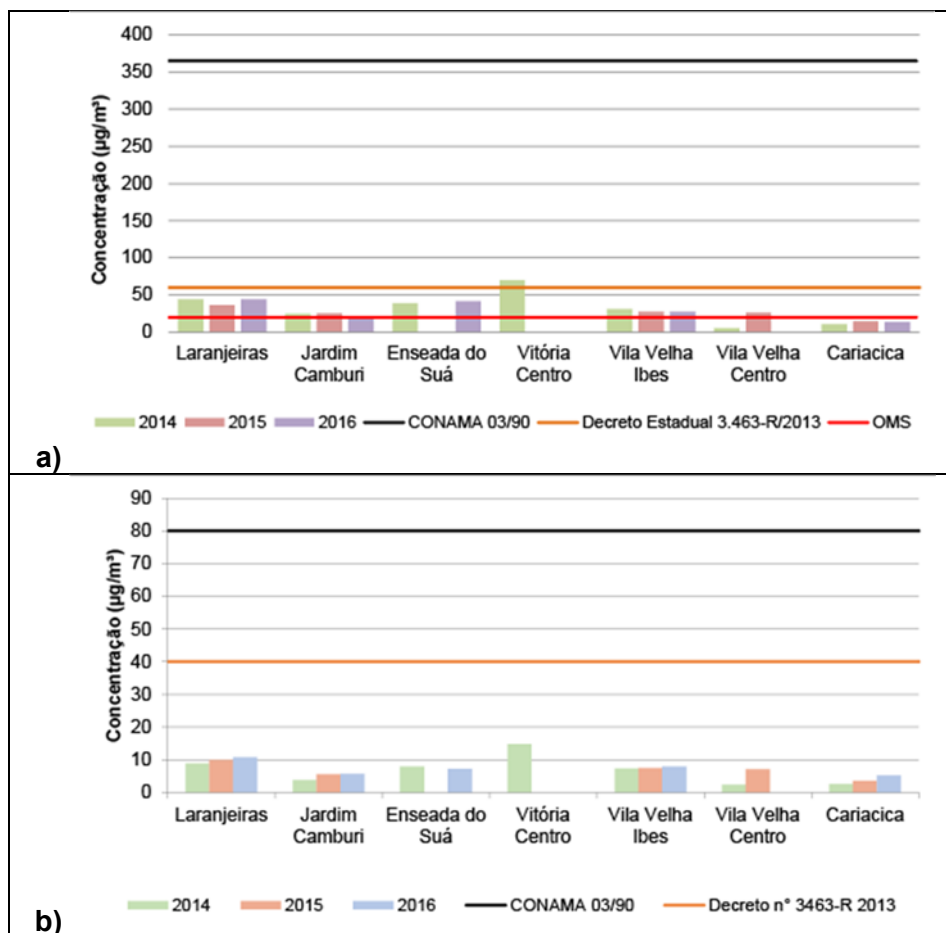 400
350
300
250
200
150
100
50
0
Concentração (µg/m³)
Laranjeiras
Jardim
Camburi
Enseada do
Suá
Vitória
Centro
Vila Velha
Ibes
Vila Velha
Centro
Cariacica
2014 2015 2016 CONAMA 03/90 Decreto Estadual 3.463-R/2013 OMS
a)
90
80
70
60
50
40
30
20
10
0
Concentração (µg/m³)
Laranjeiras
Jardim
Camburi
Enseada do
Suá
Vitória
Centro
Vila Velha
Ibes
Vila Velha
Centro
Cariacica
2014 2015 2016 CONAMA 03/90 Decreto n° 3463-R 2013
b)